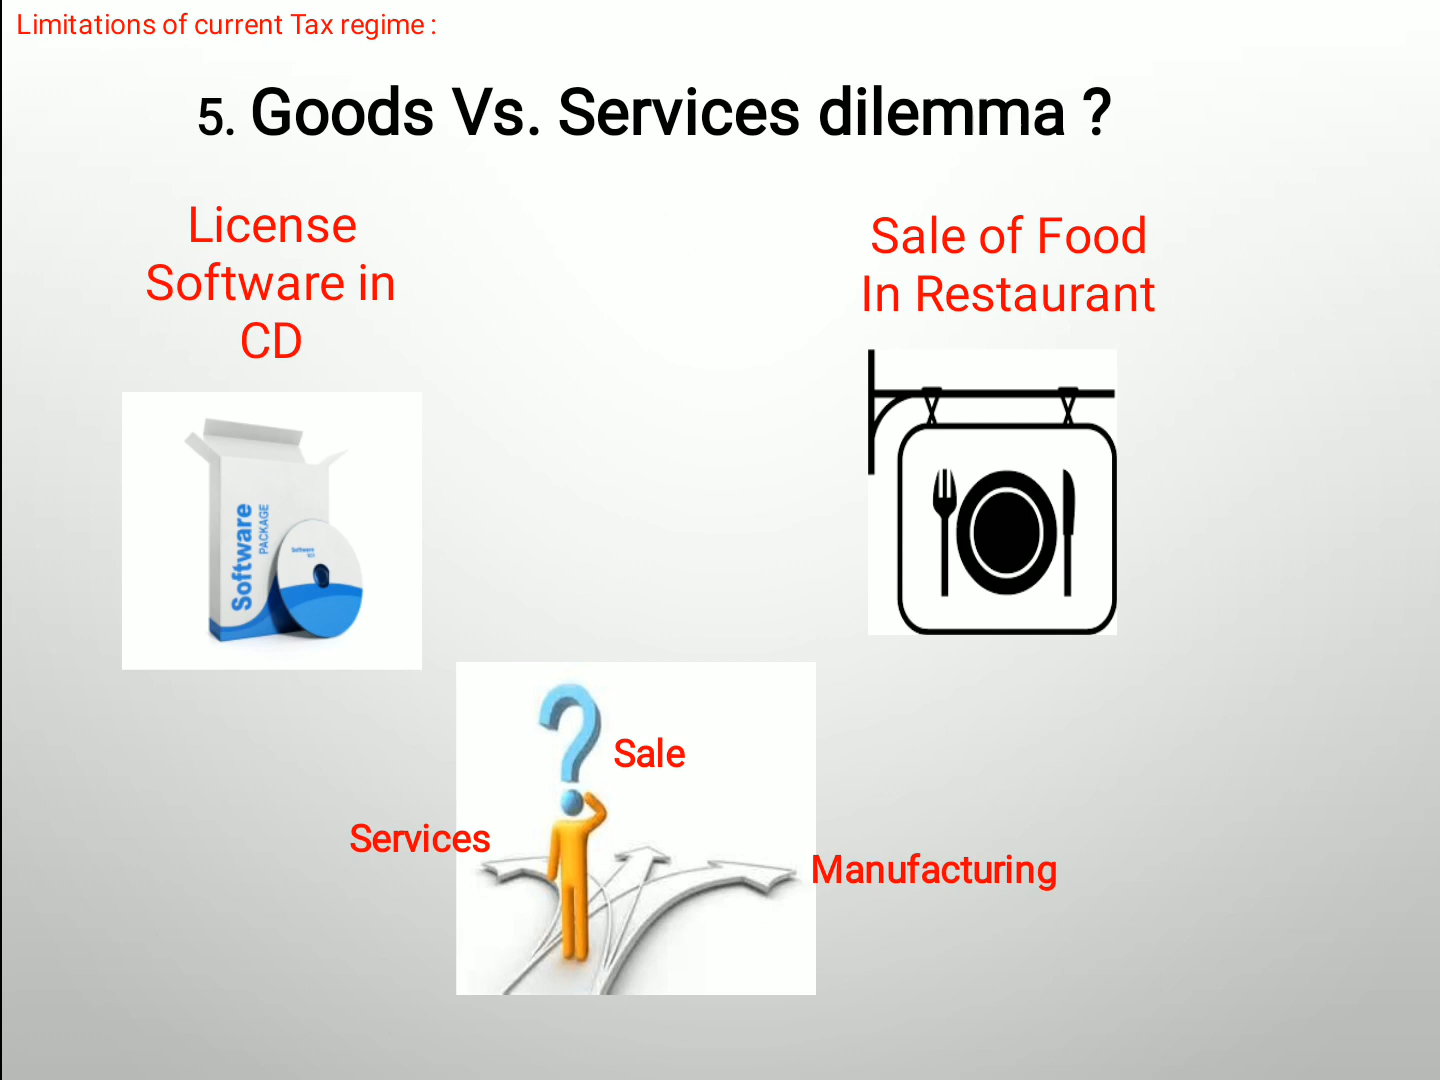 Limitations of current Tax regime :
5. Goods Vs. Services dilemma ?
License
Software in
CD
Sale of Food
In Restaurant
Software
PACKAGE
Software
Sale
Services
Manufacturing